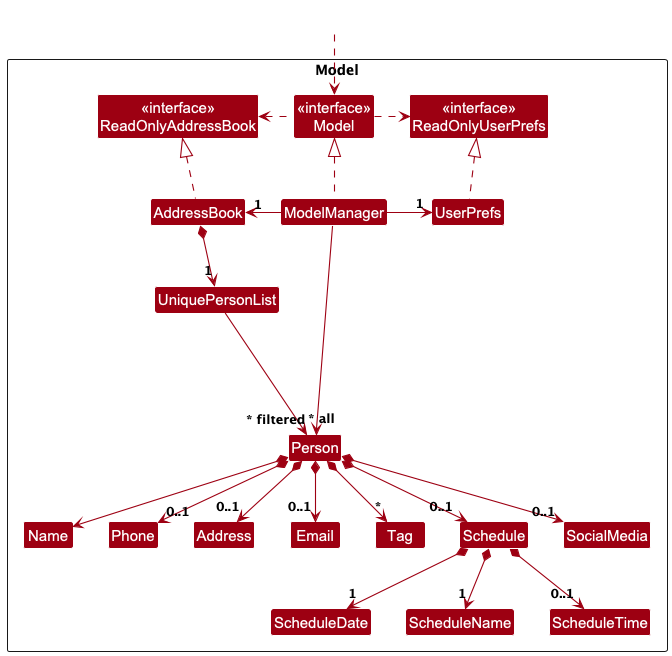 Model
«interface»
ReadOnlyAddressBook
«interface»
Model
«interface»
ReadOnlyUserPrefs
AddressBook
1
ModelManager
1
UserPrefs
1
UniquePersonList
* filtered
* all
Person
0..1
0..1
0..1
*
0..1
0..1
Name
Phone
Address
Email
Tag
Schedule
SocialMedia
1
1
0..1
ScheduleDate
ScheduleName
ScheduleTime